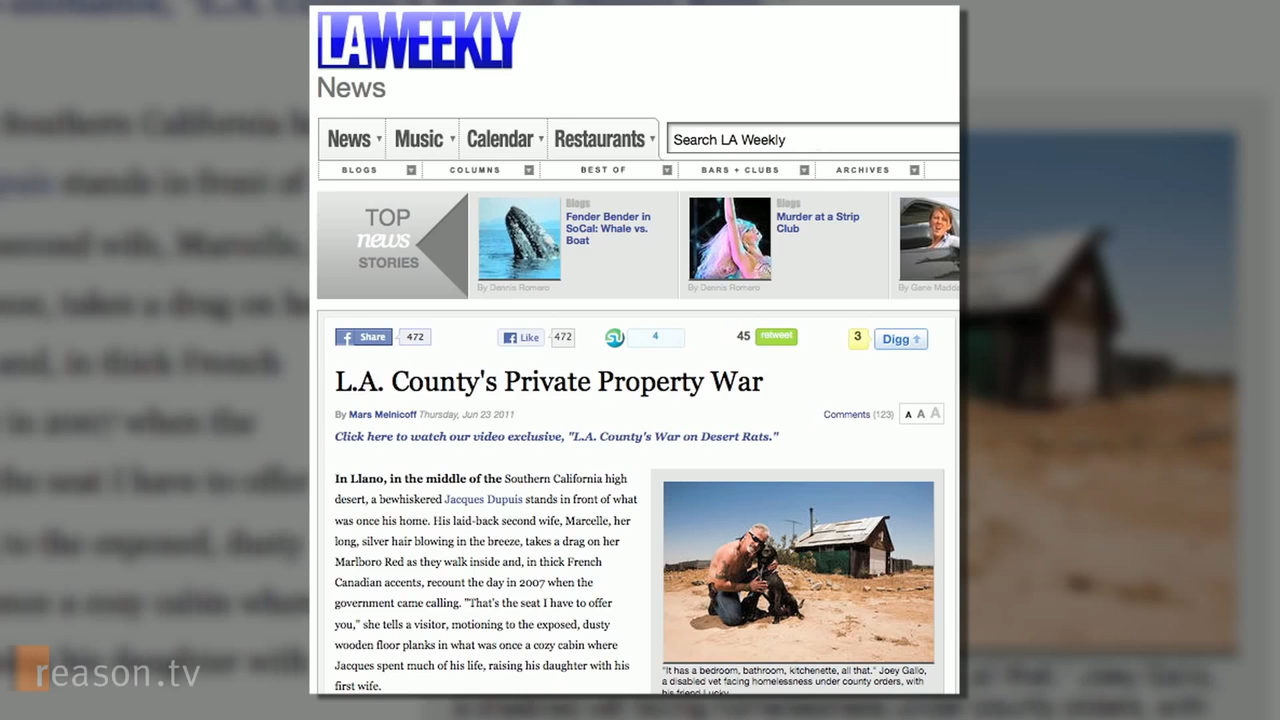 LA WEEKLY
News
News Music Calendar Restaurants Search LA Weekly
BLOGS COLUMNS BEST OF BARS + CLUBS ARCHIVES
TOP
news
STORIES
Blogs
Fender Bender in
SoCal: Whale vs.
Boat
By Dennis Romero
Blogs
Murder at a Strip
Club
By Dennis Romero
By Gene Madd
Share 472 Like 472 4 45 retweet 3 Digg
L.A. County's Private Property War
By Mars Melnicoff Thursday, Jun 23 2011 Comments (123) A A A
Click here to watch our video exclusive, "L.A. County's War on Desert Rats."
In Llano, in the middle of the Southern California high
desert, a bewhiskered Jacques Dupuis stands in front of what
was once his home. His laid-back second wife, Marcelle, her
long, silver hair blowing in the breeze, takes a drag on her
Marlboro Red as they walk inside and, in thick French
Canadian accents, recount the day in 2007 when the
government came calling. "That's the seat I have to offer
you," she tells a visitor, motioning to the exposed, dusty
wooden floor planks in what was once a cozy cabin where
Jacques spent much of his life, raising his daughter with his
first wife.
"It has a bedroom, bathroom, kitchenette, all that." Joey Gallo,
a disabled vet facing homelessness under county orders, with
his friend Lucky
reason.tv